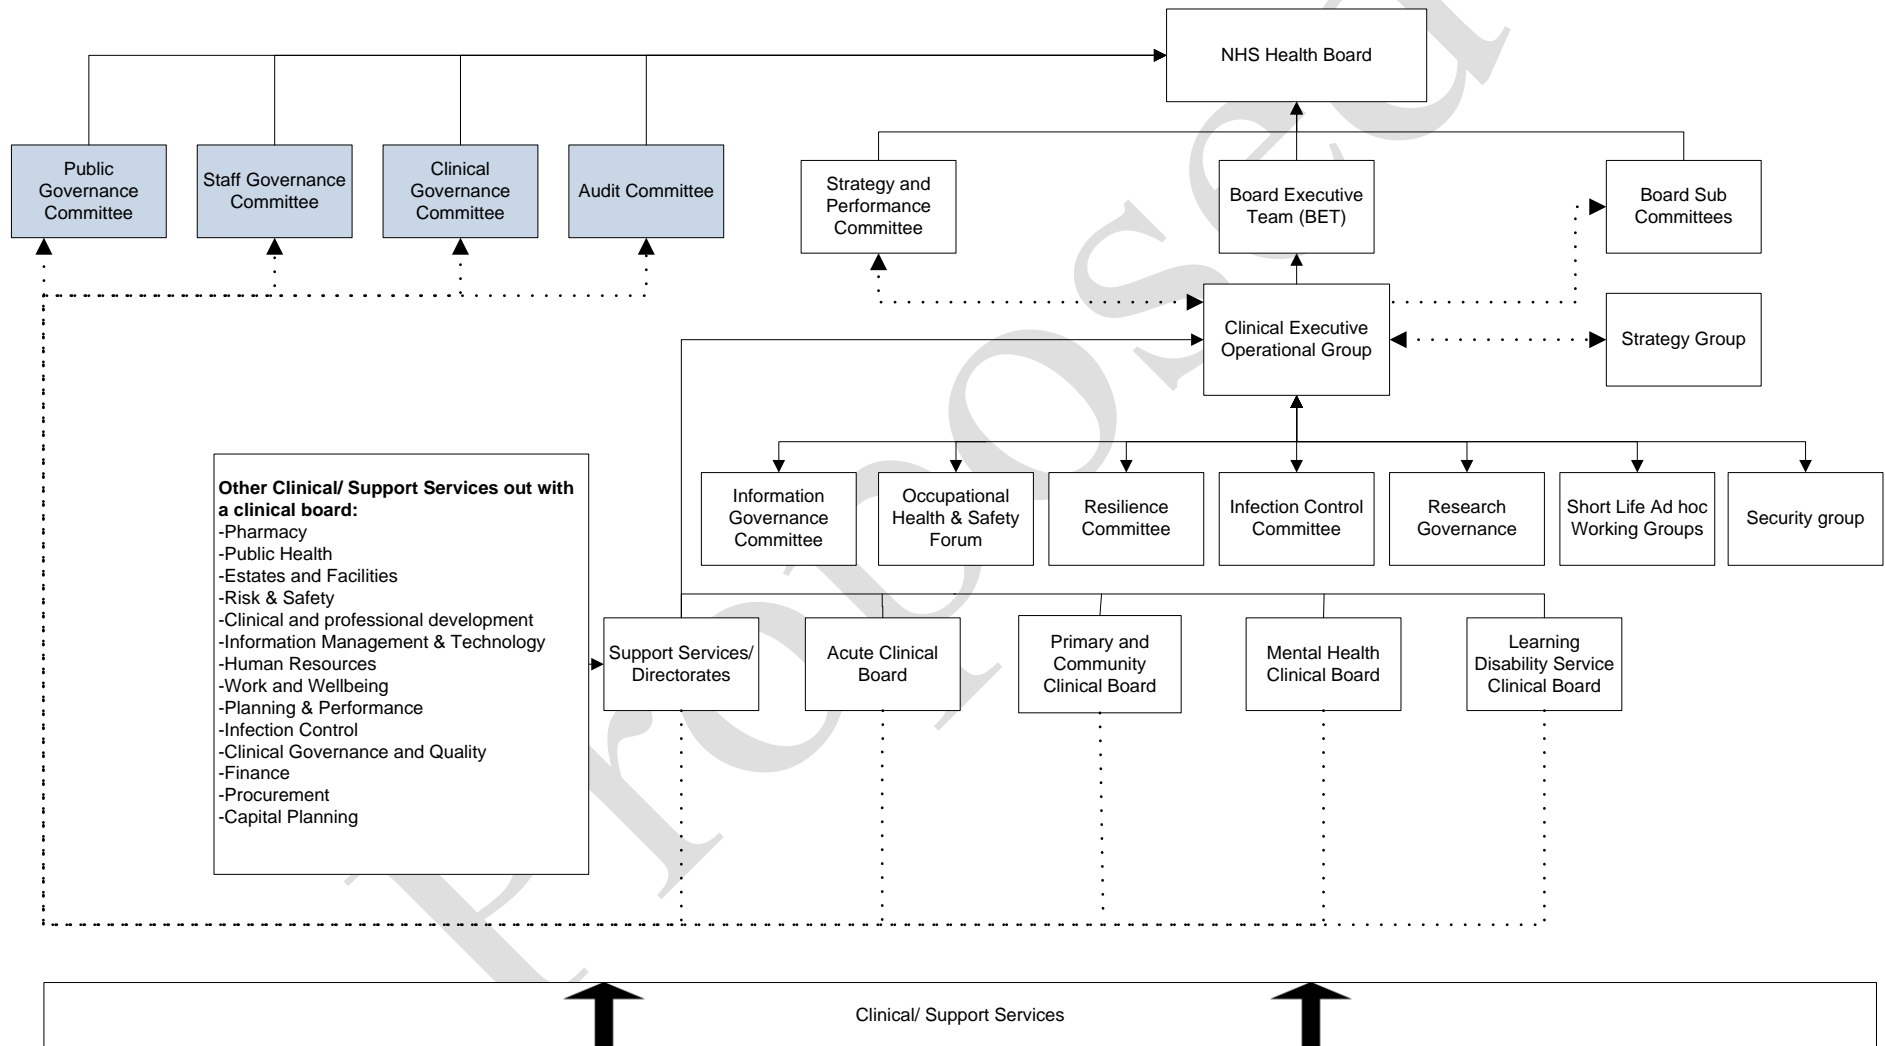 NHS Health Board
Public
Governance
Committee
Staff Governance
Committee
Clinical
Governance
Committee
Audit Committee
Strategy and
Performance
Committee
Board Executive
Team (BET)
Board Sub
Committees
Clinical Executive
Operational Group
Strategy Group
Information
Governance
Committee
Occupational
Health & Safety
Forum
Resilience
Committee
Infection Control
Committee
Research
Governance
Short Life Ad hoc
Working Groups
Security group
Other Clinical/ Support Services out with
a clinical board:
-Pharmacy
-Public Health
-Estates and Facilities
-Risk & Safety
-Clinical and professional development
-Information Management & Technology
-Human Resources
-Work and Wellbeing
-Planning & Performance
-Infection Control
-Clinical Governance and Quality
-Finance
-Procurement
-Capital Planning
Support Services/
Directorates
Acute Clinical
Board
Primary and
Community
Clinical Board
Mental Health
Clinical Board
Learning
Disability Service
Clinical Board
Clinical/ Support Services
Proposed